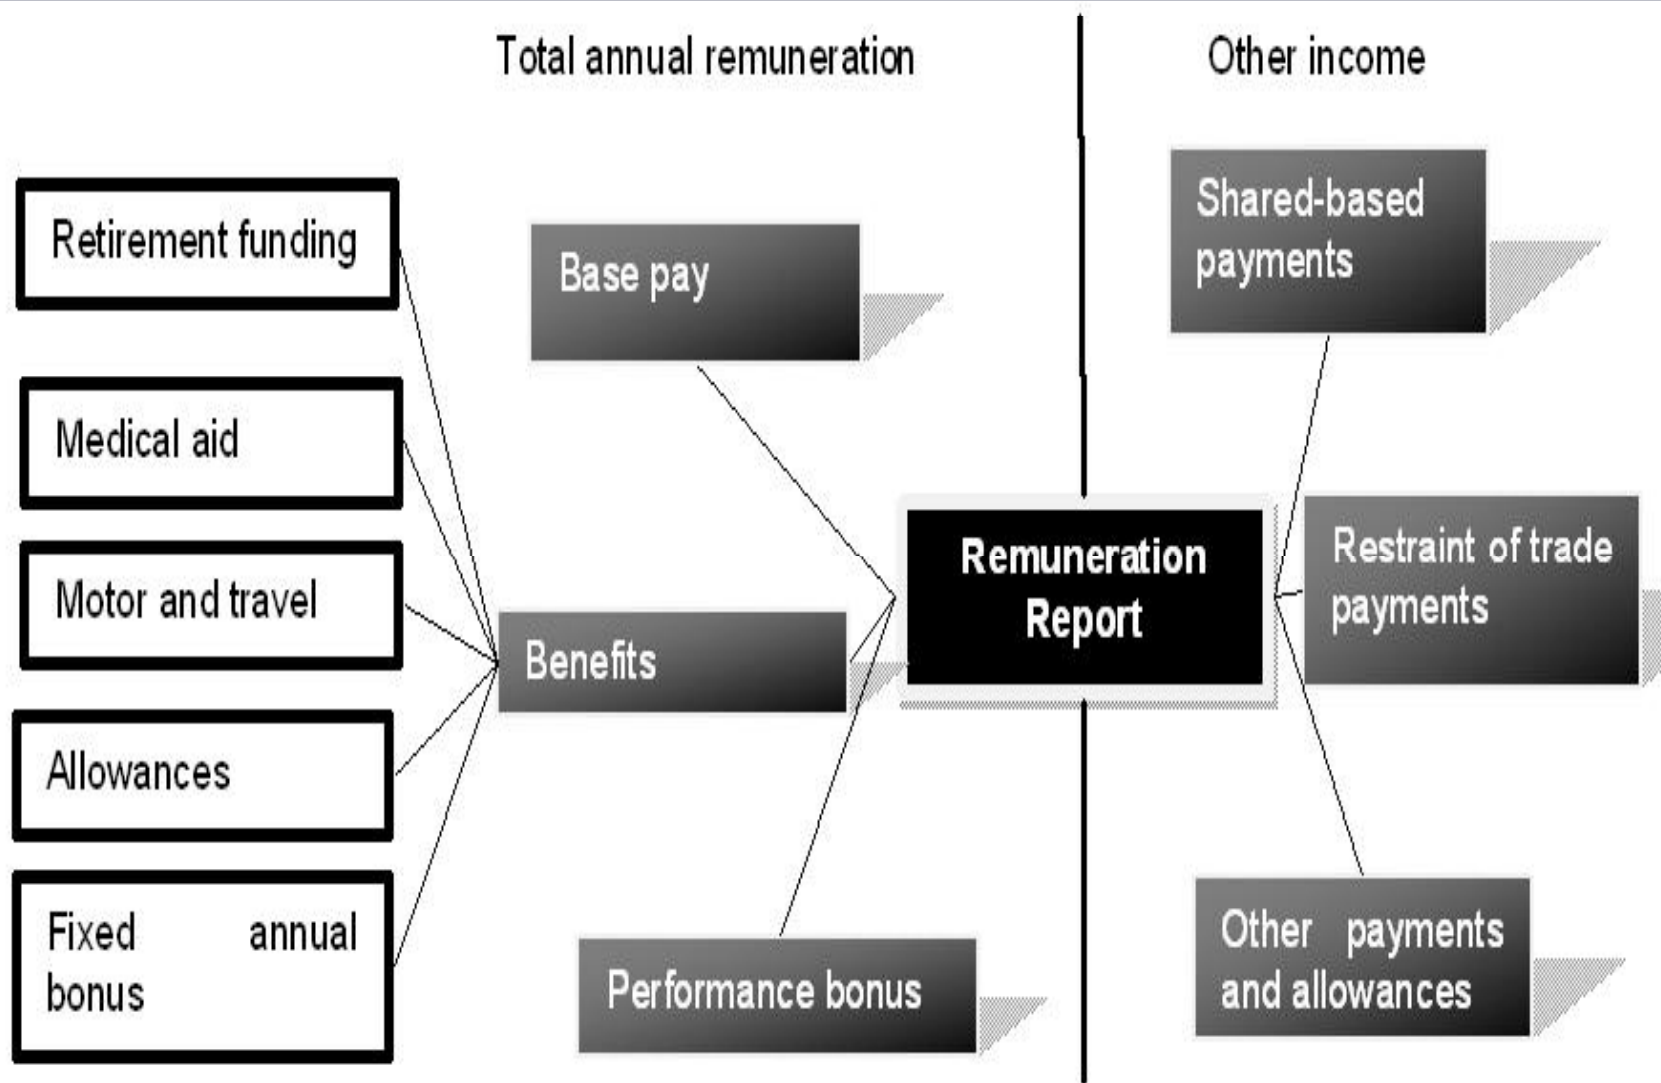 Total annual remuneration
Other income
Retirement funding
Medical aid
Motor and travel
Allowances
Fixed annual
bonus
Base pay
Benefits
Performance bonus
Remuneration
Report
Shared-based
payments
Restraint of trade
payments
Other payments
and allowances